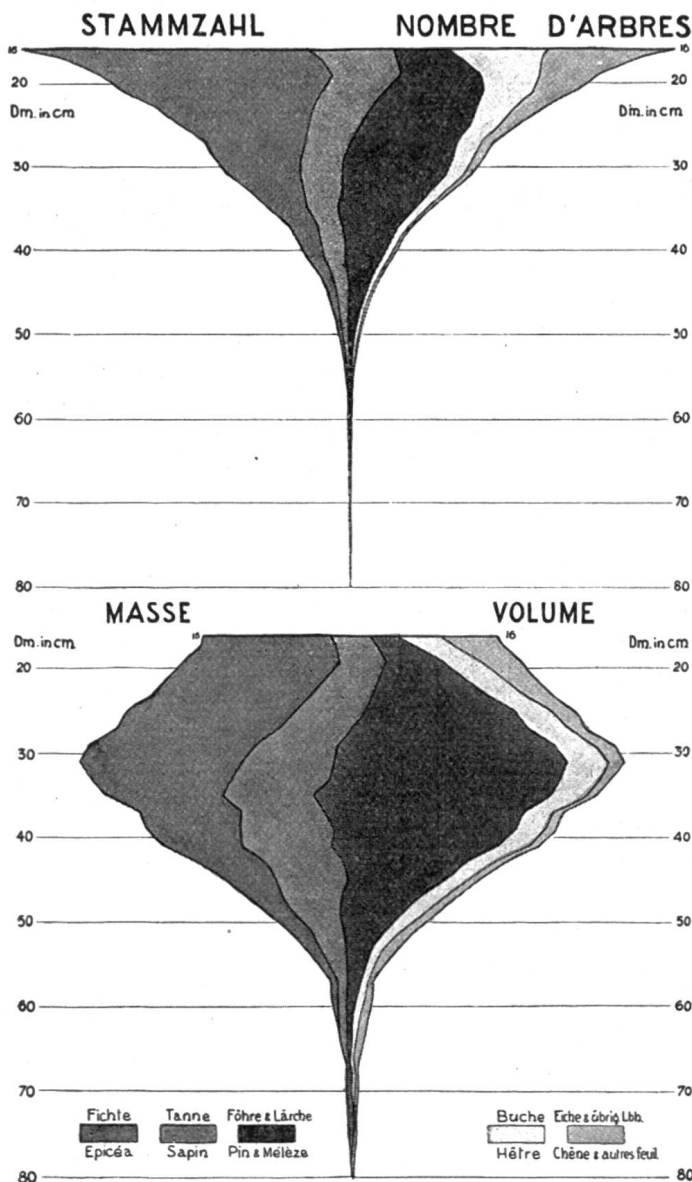 STAMMZAHL NOMBRE D'ARBRES
16 16
20 20
Dm. in cm Dm. in cm
30 30
40 40
50 50
60 60
70 70
80 80
MASSE VOLUME
Dm. in cm 16 16 Dm. in cm
20 20
30 30
40 40
50 50
60 60
70 70
Fichte Tanne Föhre & Lärche Buche Eiche & übrig. Lbb.
Epicéa Sapin Pin & Mélèze Hêtre Chêne & autres feuil.
80 80